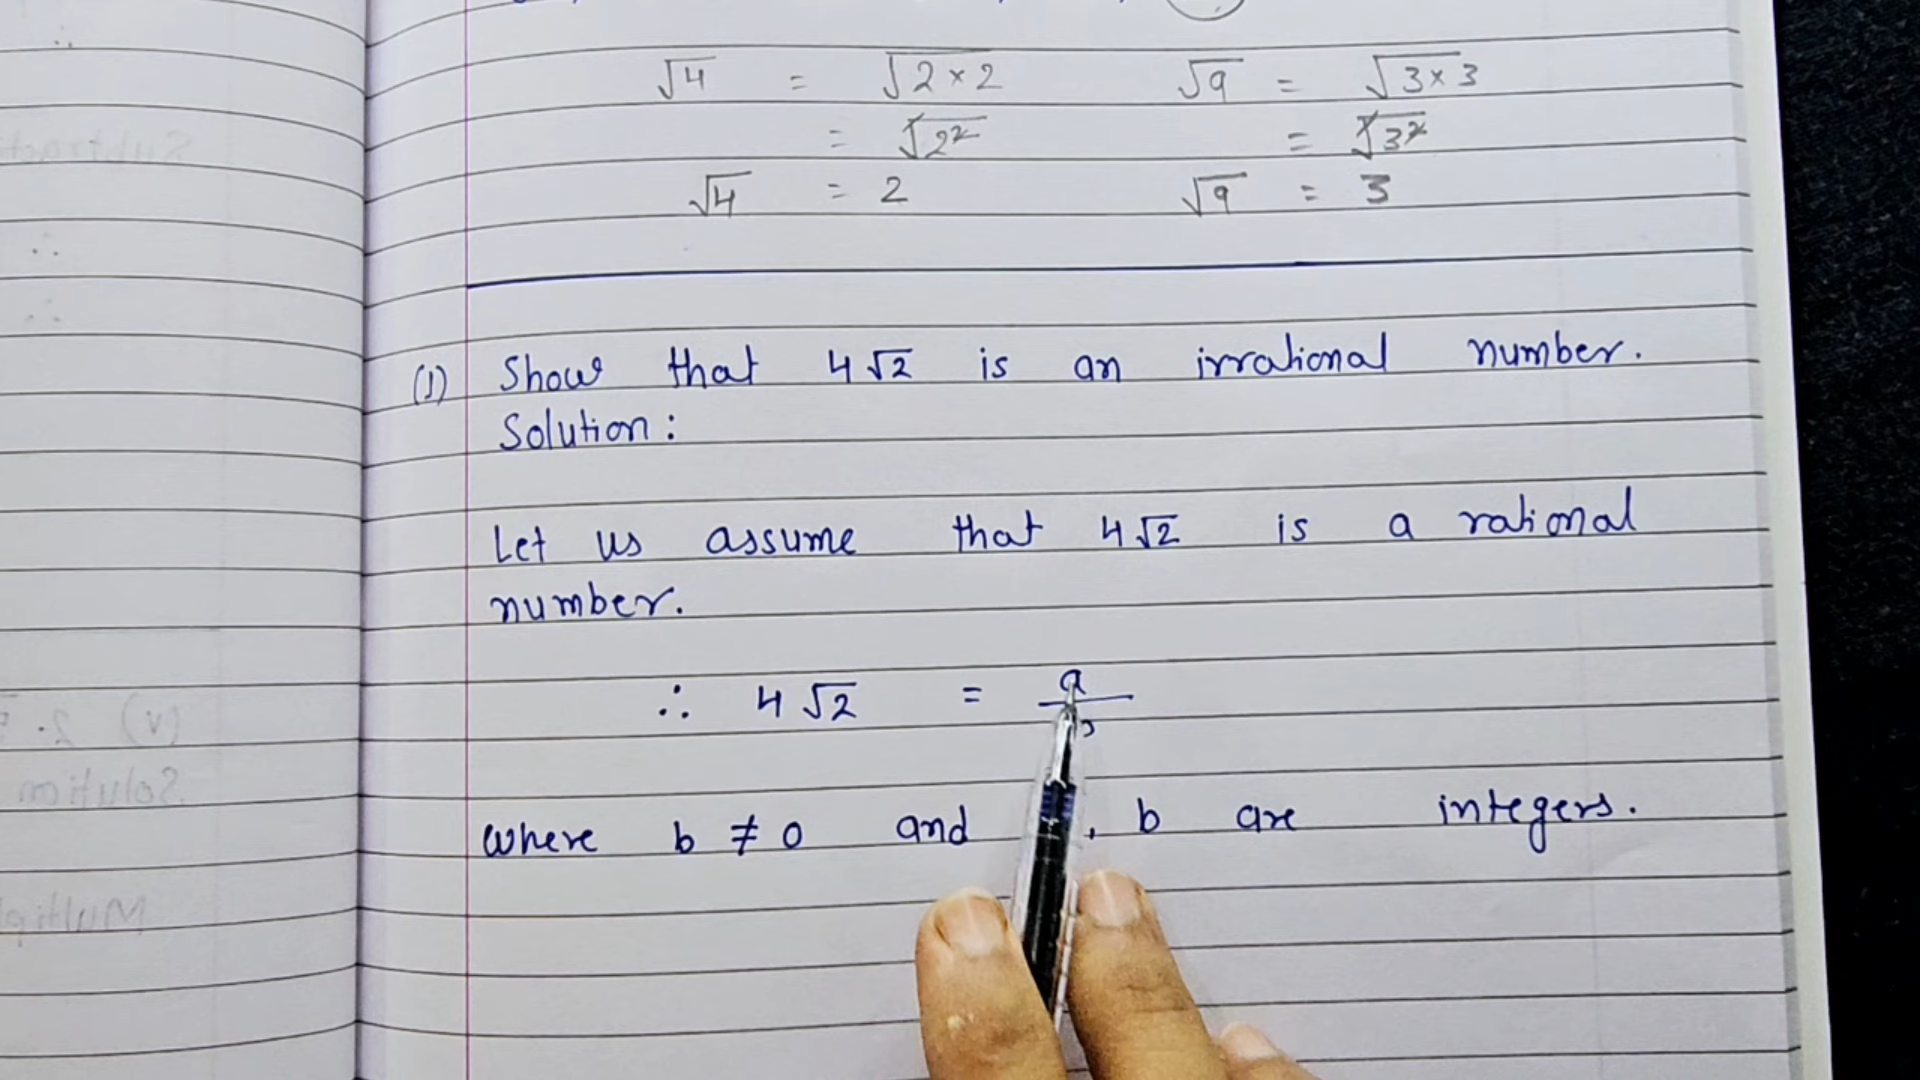 √4 = √2×2 √9 = √3×3
= √2² = √3²
√4 = 2 √9 = 3
(1) Show that 4√2 is an irrational number.
Solution:
Let us assume that 4√2 is a rational
number.
∴ 4√2 = a
where b ≠ 0 and , b are integers.